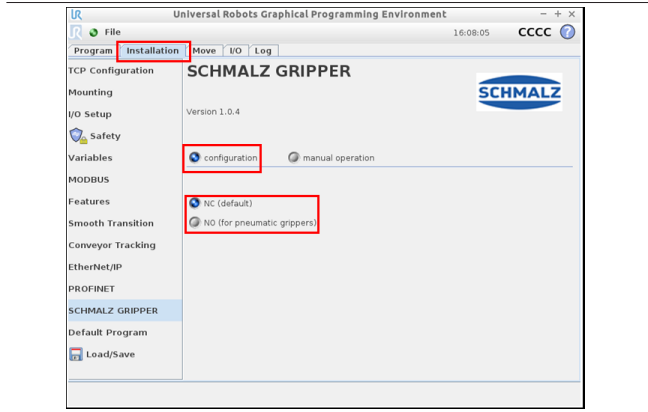 UR
Universal Robots Graphical Programming Environment
File
16:08:05
CCCC
?
Program Installation Move I/O Log
TCP Configuration
Mounting
I/O Setup
Safety
Variables
MODBUS
Features
Smooth Transition
Conveyor Tracking
EtherNet/IP
PROFINET
SCHMALZ GRIPPER
Default Program
Load/Save
SCHMALZ GRIPPER
SCHMALZ
Version 1.0.4
configuration manual operation
NC (default)
NO (for pneumatic grippers)